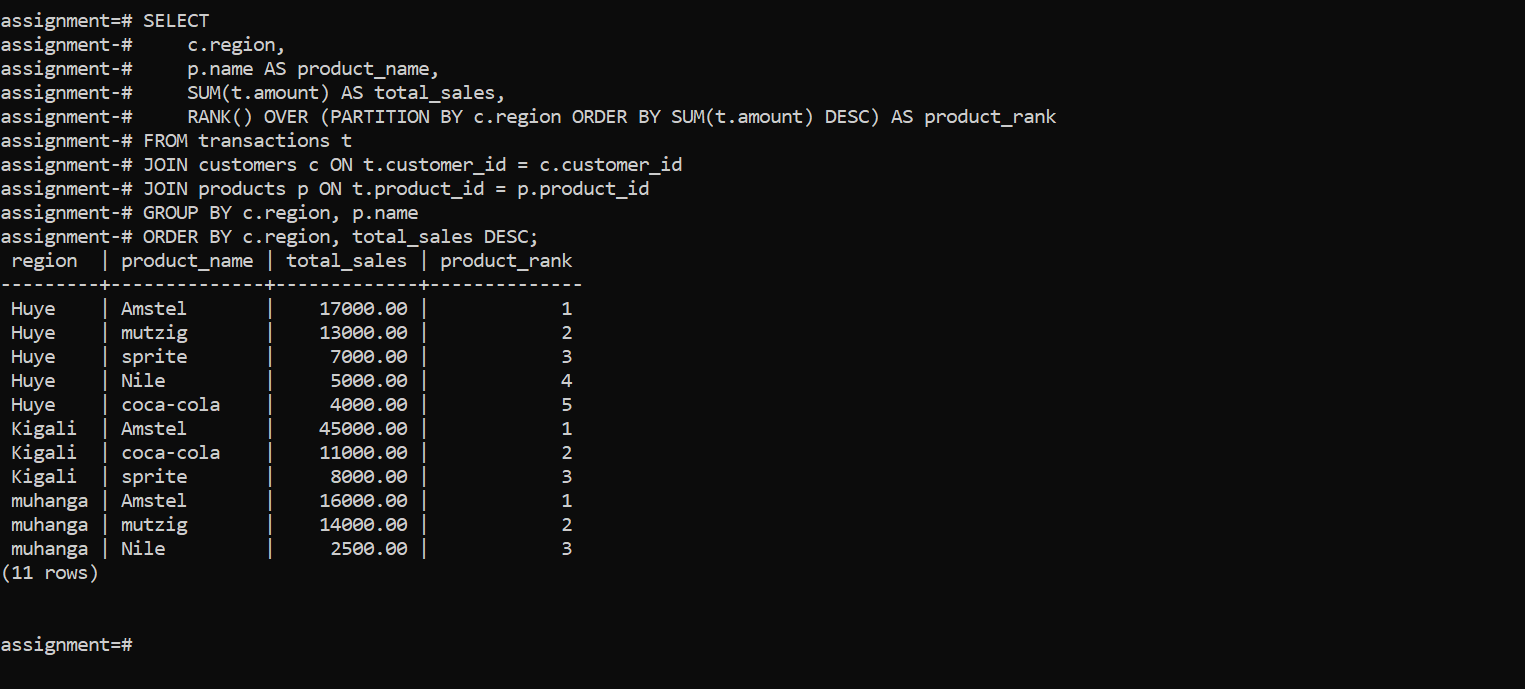 assignment=# SELECT
assignment-#     c.region,
assignment-#     p.name AS product_name,
assignment-#     SUM(t.amount) AS total_sales,
assignment-#     RANK() OVER (PARTITION BY c.region ORDER BY SUM(t.amount) DESC) AS product_rank
assignment-# FROM transactions t
assignment-# JOIN customers c ON t.customer_id = c.customer_id
assignment-# JOIN products p ON t.product_id = p.product_id
assignment-# GROUP BY c.region, p.name
assignment-# ORDER BY c.region, total_sales DESC;
 region  | product_name | total_sales | product_rank
---------+--------------+-------------+--------------
 Huye    | Amstel       |    17000.00 |            1
 Huye    | mutzig       |    13000.00 |            2
 Huye    | sprite       |     7000.00 |            3
 Huye    | Nile         |     5000.00 |            4
 Huye    | coca-cola    |     4000.00 |            5
 Kigali  | Amstel       |    45000.00 |            1
 Kigali  | coca-cola    |    11000.00 |            2
 Kigali  | sprite       |     8000.00 |            3
 muhanga | Amstel       |    16000.00 |            1
 muhanga | mutzig       |    14000.00 |            2
 muhanga | Nile         |     2500.00 |            3
(11 rows)
assignment=#